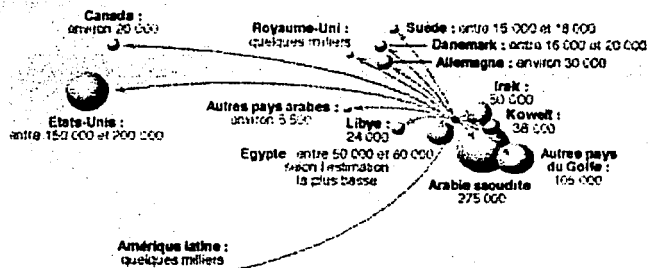 Canada :
environ 20 000
Royaume-Uni :
quelques milliers
Suède : entre 15 000 et 18 000
Danemark : entre 16 000 et 20 000
Allemagne : environ 30 000
Etats-Unis :
entre 150 000 et 200 000
Autres pays arabes :
environ 5 500
Libye :
24 000
Irak :
50 000
Koweït :
36 000
Egypte entre 50 000 et 60 000
selon l'estimation
la plus basse
Arabie saoudite
275 000
Autres pays
du Golfe :
105 000
Amérique latine :
quelques milliers